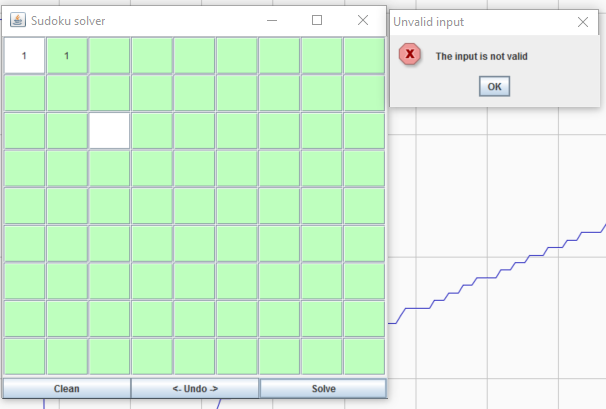 Sudoku solver
Unvalid input
1 1
The input is not valid
OK
Clean <- Undo -> Solve